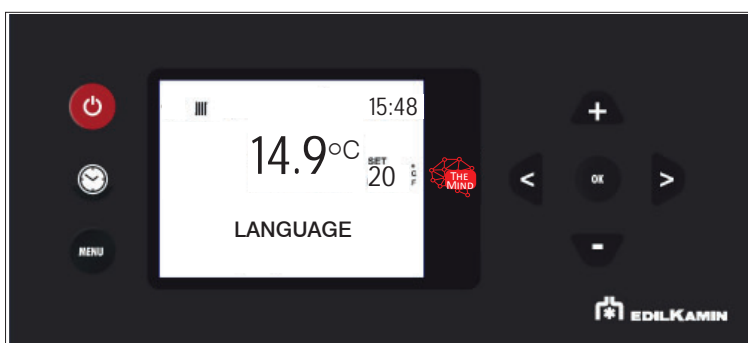 15:48
14.9°C
SET
20
°
C
F
THE
MIND
LANGUAGE
MENU
+
<
OK
>
-
EDILKAMIN